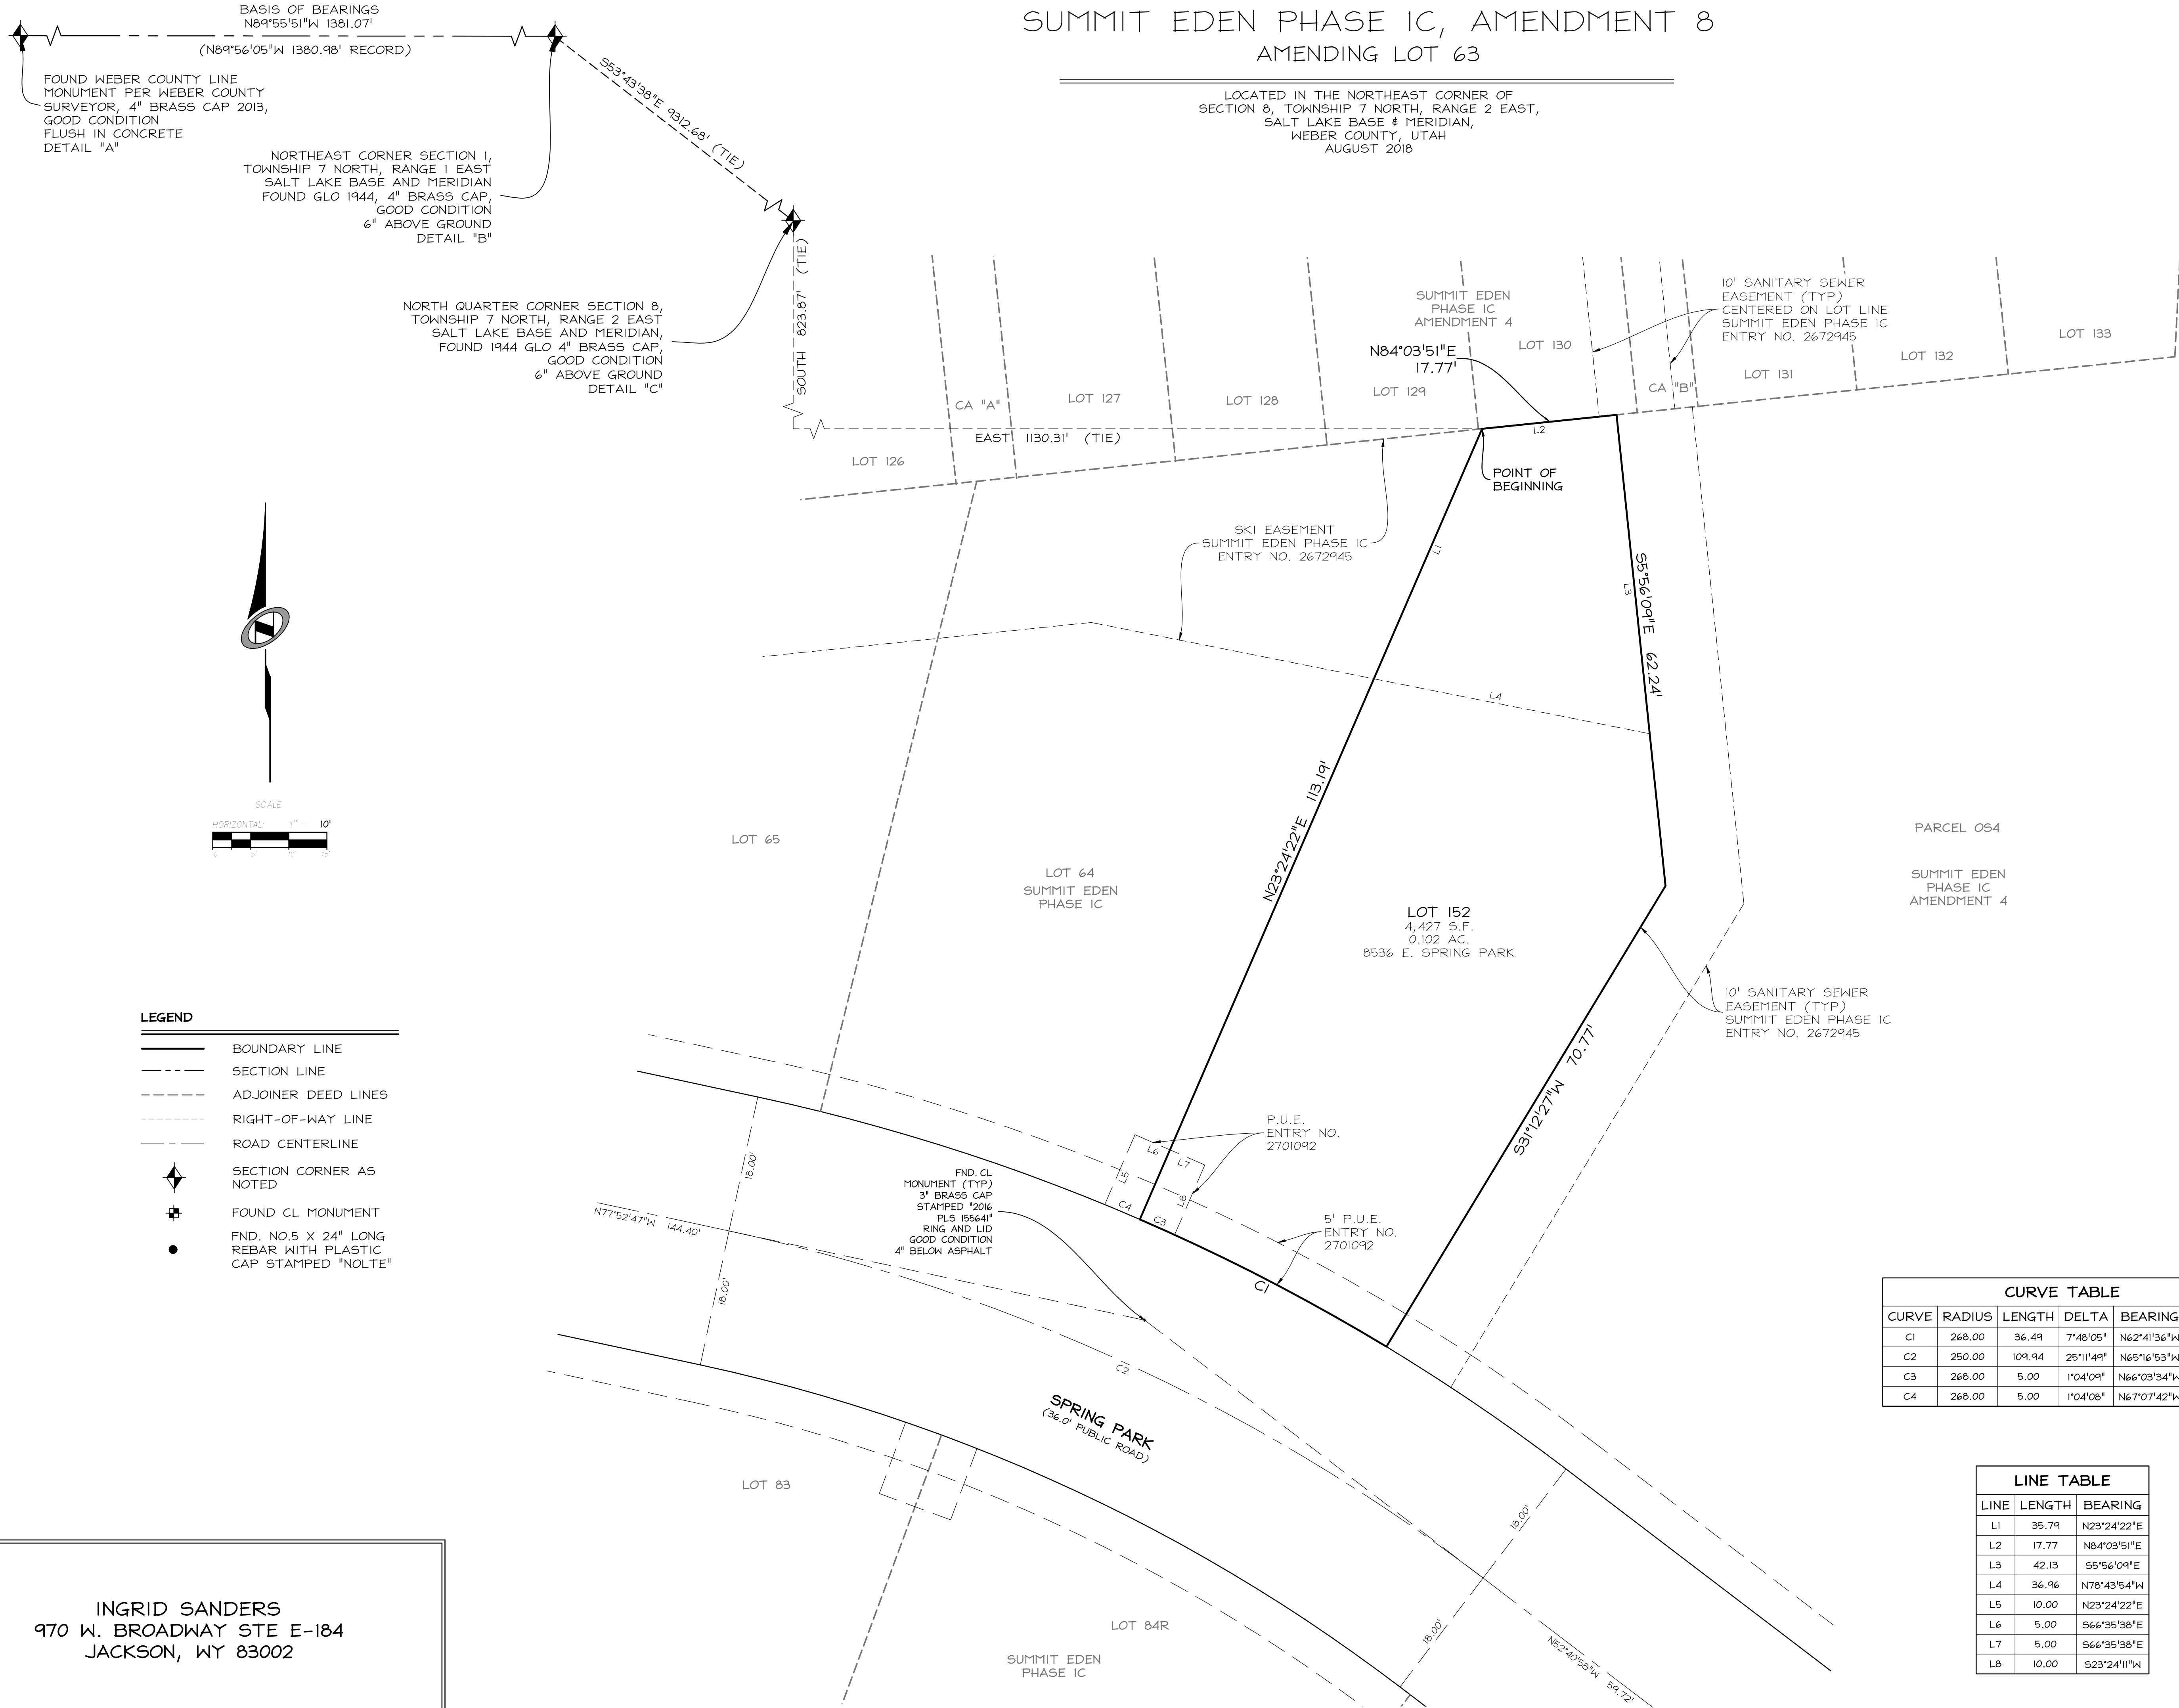 SUMMIT EDEN PHASE 1C, AMENDMENT 8
AMENDING LOT 63
LOCATED IN THE NORTHEAST CORNER OF
SECTION 8, TOWNSHIP 7 NORTH, RANGE 2 EAST,
SALT LAKE BASE & MERIDIAN,
WEBER COUNTY, UTAH
AUGUST 2018
BASIS OF BEARINGS
N89°55'51"W 1381.07'
(N89°56'05"W 1380.98' RECORD)
FOUND WEBER COUNTY LINE
MONUMENT PER WEBER COUNTY
SURVEYOR, 4" BRASS CAP 2013,
GOOD CONDITION
FLUSH IN CONCRETE
DETAIL "A"
S53°43'38"E 9312.68' (TIE)
NORTHEAST CORNER SECTION 1,
TOWNSHIP 7 NORTH, RANGE 1 EAST
SALT LAKE BASE AND MERIDIAN
FOUND GLO 1944, 4" BRASS CAP,
GOOD CONDITION
6" ABOVE GROUND
DETAIL "B"
NORTH QUARTER CORNER SECTION 8,
TOWNSHIP 7 NORTH, RANGE 2 EAST
SALT LAKE BASE AND MERIDIAN,
FOUND 1944 GLO 4" BRASS CAP,
GOOD CONDITION
6" ABOVE GROUND
DETAIL "C"
SOUTH 823.87' (TIE)
EAST 1130.31' (TIE)
LOT 126
CA "A"
LOT 127
LOT 128
LOT 129
SUMMIT EDEN
PHASE 1C
AMENDMENT 4
LOT 130
N84°03'51"E
17.77'
L2
10' SANITARY SEWER
EASEMENT (TYP)
CENTERED ON LOT LINE
SUMMIT EDEN PHASE 1C
ENTRY NO. 2672945
CA "B"
LOT 131
LOT 132
LOT 133
POINT OF
BEGINNING
SKI EASEMENT
SUMMIT EDEN PHASE 1C
ENTRY NO. 2672945
L1
L3
S5°56'09"E 62.24'
L4
N23°24'22"E 113.19'
SCALE
HORIZONTAL: 1" = 10'
LOT 65
LOT 64
SUMMIT EDEN
PHASE 1C
LOT 152
4,427 S.F.
0.102 AC.
8536 E. SPRING PARK
PARCEL OS4
SUMMIT EDEN
PHASE 1C
AMENDMENT 4
10' SANITARY SEWER
EASEMENT (TYP)
SUMMIT EDEN PHASE 1C
ENTRY NO. 2672945
S31°12'27"W 70.77'
LEGEND
BOUNDARY LINE
SECTION LINE
ADJOINER DEED LINES
RIGHT-OF-WAY LINE
ROAD CENTERLINE
SECTION CORNER AS
NOTED
FOUND CL MONUMENT
FND. NO.5 X 24" LONG
REBAR WITH PLASTIC
CAP STAMPED "NOLTE"
P.U.E.
ENTRY NO.
2701092
L6
L7
L5
L8
C4
C3
5' P.U.E.
ENTRY NO.
2701092
C1
FND. CL
MONUMENT (TYP)
3" BRASS CAP
STAMPED "2016
PLS 155641"
RING AND LID
GOOD CONDITION
4" BELOW ASPHALT
18.00'
18.00'
N77°52'47"W 144.40'
C2
SPRING PARK
(36.0' PUBLIC ROAD)
18.00'
18.00'
N52°40'58"W 59.72'
LOT 83
LOT 84R
SUMMIT EDEN
PHASE 1C
CURVE TABLE
CURVE RADIUS LENGTH DELTA BEARING
C1 268.00 36.49 7°48'05" N62°41'36"W
C2 250.00 109.94 25°11'49" N65°16'53"W
C3 268.00 5.00 1°04'09" N66°03'34"W
C4 268.00 5.00 1°04'08" N67°07'42"W
LINE TABLE
LINE LENGTH BEARING
L1 35.79 N23°24'22"E
L2 17.77 N84°03'51"E
L3 42.13 S5°56'09"E
L4 36.96 N78°43'54"W
L5 10.00 N23°24'22"E
L6 5.00 S66°35'38"E
L7 5.00 S66°35'38"E
L8 10.00 S23°24'11"W
INGRID SANDERS
970 W. BROADWAY STE E-184
JACKSON, WY 83002